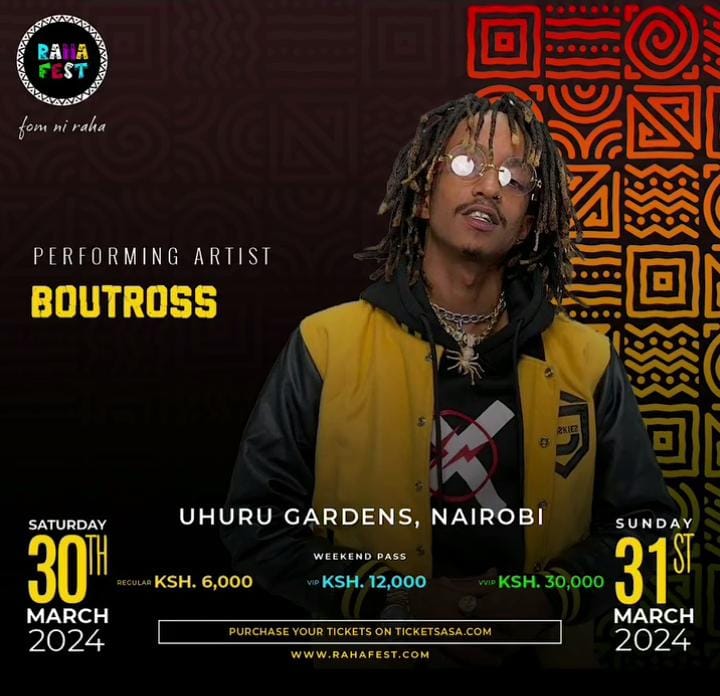 RAHA
FEST
fom ni raha
PERFORMING ARTIST
BOUTROSS
X
UHURU GARDENS, NAIROBI
SATURDAY
30TH
MARCH
2024
WEEKEND PASS
REGULAR KSH. 6,000
VIP KSH. 12,000
VVIP KSH. 30,000
SUNDAY
31ST
MARCH
2024
PURCHASE YOUR TICKETS ON TICKETSASA.COM
WWW.RAHAFEST.COM